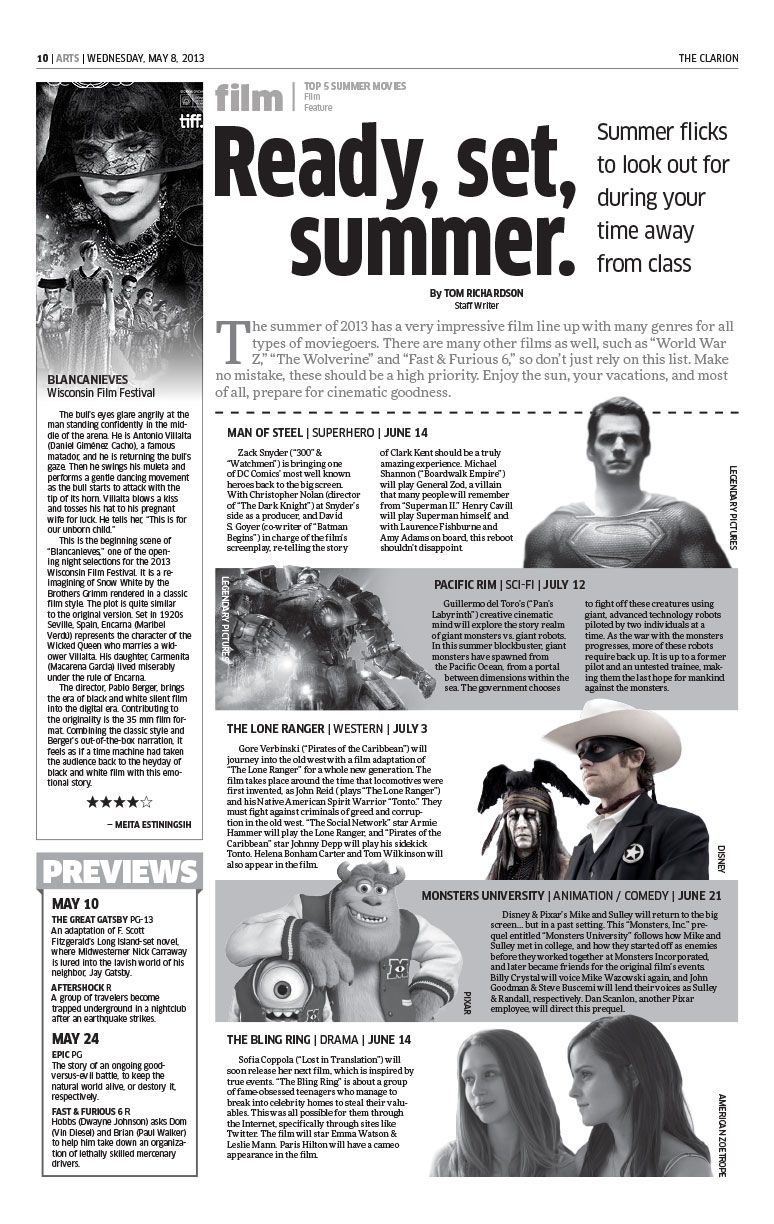 10 | ARTS | WEDNESDAY, MAY 8, 2013
THE CLARION
tiff.
BLANCANIEVES
Wisconsin Film Festival
The bull's eyes glare angrily at the
man standing confidently in the mid-
dle of the arena. He is Antonio Villalta
(Daniel Giménez Cacho), a famous
matador, and he is returning the bull's
gaze. Then he swings his muleta and
performs a gentle dancing movement
as the bull starts to attack with the
tip of its horn. Villalta blows a kiss
and tosses his hat to his pregnant
wife for luck. He tells her, "This is for
our unborn child."
This is the beginning scene of
"Blancanieves," one of the open-
ing night selections for the 2013
Wisconsin Film Festival. It is a re-
imagining of Snow White by the
Brothers Grimm rendered in a classic
film style. The plot is quite similar
to the original version. Set in 1920s
Seville, Spain, Encarna (Maribel
Verdú) represents the character of the
Wicked Queen who marries a wid-
ower Villalta. His daughter, Carmenita
(Macarena García) lived miserably
under the rule of Encarna.
The director, Pablo Berger, brings
the era of black and white silent film
into the digital era. Contributing to
the originality is the 35 mm film for-
mat. Combining the classic style and
Berger's out-of-the-box narration, it
feels as if a time machine had taken
the audience back to the heyday of
black and white film with this emo-
tional story.
★★★★☆
– MEITA ESTININGSIH
PREVIEWS
MAY 10
THE GREAT GATSBY PG-13
An adaptation of F. Scott
Fitzgerald's Long Island-set novel,
where Midwesterner Nick Carraway
is lured into the lavish world of his
neighbor, Jay Gatsby.
AFTERSHOCK R
A group of travelers become
trapped underground in a nightclub
after an earthquake strikes.
MAY 24
EPIC PG
The story of an ongoing good-
versus-evil battle, to keep the
natural world alive, or destory it,
respectively.
FAST & FURIOUS 6 R
Hobbs (Dwayne Johnson) asks Dom
(Vin Diesel) and Brian (Paul Walker)
to help him take down an organiza-
tion of lethally skilled mercenary
drivers.
film
TOP 5 SUMMER MOVIES
Film
Feature
Ready, set,
summer.
Summer flicks
to look out for
during your
time away
from class
By TOM RICHARDSON
Staff Writer
The summer of 2013 has a very impressive film line up with many genres for all
types of moviegoers. There are many other films as well, such as "World War
Z," "The Wolverine" and "Fast & Furious 6," so don't just rely on this list. Make
no mistake, these should be a high priority. Enjoy the sun, your vacations, and most
of all, prepare for cinematic goodness.
MAN OF STEEL | SUPERHERO | JUNE 14
Zack Snyder ("300" &
"Watchmen") is bringing one
of DC Comics' most well known
heroes back to the big screen.
With Christopher Nolan (director
of "The Dark Knight") at Snyder's
side as a producer, and David
S. Goyer (co-writer of "Batman
Begins") in charge of the film's
screenplay, re-telling the story
of Clark Kent should be a truly
amazing experience. Michael
Shannon ("Boardwalk Empire")
will play General Zod, a villain
that many people will remember
from "Superman II." Henry Cavill
will play Superman himself, and
with Laurence Fishburne and
Amy Adams on board, this reboot
shouldn't disappoint.
LEGENDARY PICTURES
LEGENDARY PICTURES
PACIFIC RIM | SCI-FI | JULY 12
Guillermo del Toro's ("Pan's
Labyrinth") creative cinematic
mind will explore the story realm
of giant monsters vs. giant robots.
In this summer blockbuster, giant
monsters have spawned from
the Pacific Ocean, from a portal
between dimensions within the
sea. The government chooses
to fight off these creatures using
giant, advanced technology robots
piloted by two individuals at a
time. As the war with the monsters
progresses, more of these robots
require back up. It is up to a former
pilot and an untested trainee, mak-
ing them the last hope for mankind
against the monsters.
THE LONE RANGER | WESTERN | JULY 3
Gore Verbinski ("Pirates of the Caribbean") will
journey into the old west with a film adaptation of
"The Lone Ranger" for a whole new generation. The
film takes place around the time that locomotives were
first invented, as John Reid ( plays "The Lone Ranger")
and his Native American Spirit Warrior "Tonto." They
must fight against criminals of greed and corrup-
tion in the old west. "The Social Network" star Armie
Hammer will play the Lone Ranger, and "Pirates of the
Caribbean" star Johnny Depp will play his sidekick
Tonto. Helena Bonham Carter and Tom Wilkinson will
also appear in the film.
DISNEY
MONSTERS UNIVERSITY | ANIMATION / COMEDY | JUNE 21
Disney & Pixar's Mike and Sulley will return to the big
screen... but in a past setting. This "Monsters, Inc." pre-
quel entitled "Monsters University" follows how Mike and
Sulley met in college, and how they started off as enemies
before they worked together at Monsters Incorporated,
and later became friends for the original film's events.
Billy Crystal will voice Mike Wazowski again, and John
Goodman & Steve Buscemi will lend their voices as Sulley
& Randall, respectively. Dan Scanlon, another Pixar
employee, will direct this prequel.
M
PIXAR
THE BLING RING | DRAMA | JUNE 14
Sofia Coppola ("Lost in Translation") will
soon release her next film, which is inspired by
true events. "The Bling Ring" is about a group
of fame-obsessed teenagers who manage to
break into celebrity homes to steal their valu-
ables. This was all possible for them through
the Internet, specifically through sites like
Twitter. The film will star Emma Watson &
Leslie Mann. Paris Hilton will have a cameo
appearance in the film.
AMERICAN ZOETROPE